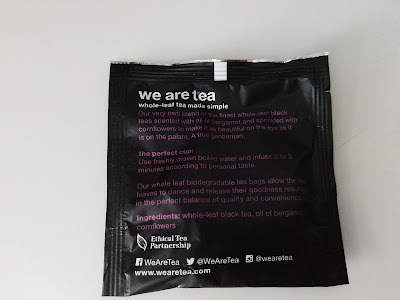 we are tea
whole-leaf tea made simple
Our very own blend of the finest whole-leaf black
teas scented with oil of bergamot and sprinkled with
cornflowers to make it as beautiful on the eye as it
is on the palate. A true gentleman.
the perfect cup:
Use freshly drawn boiled water and infuse 2 to 3
minutes according to personal taste.
Our whole leaf biodegradable tea bags allow the tea
leaves to dance and release their goodness resulting
in the perfect balance of quality and convenience.
ingredients: whole-leaf black tea, oil of bergamot,
cornflowers
Ethical Tea
Partnership
WeAreTea @WeAreTea @wearetea
www.wearetea.com